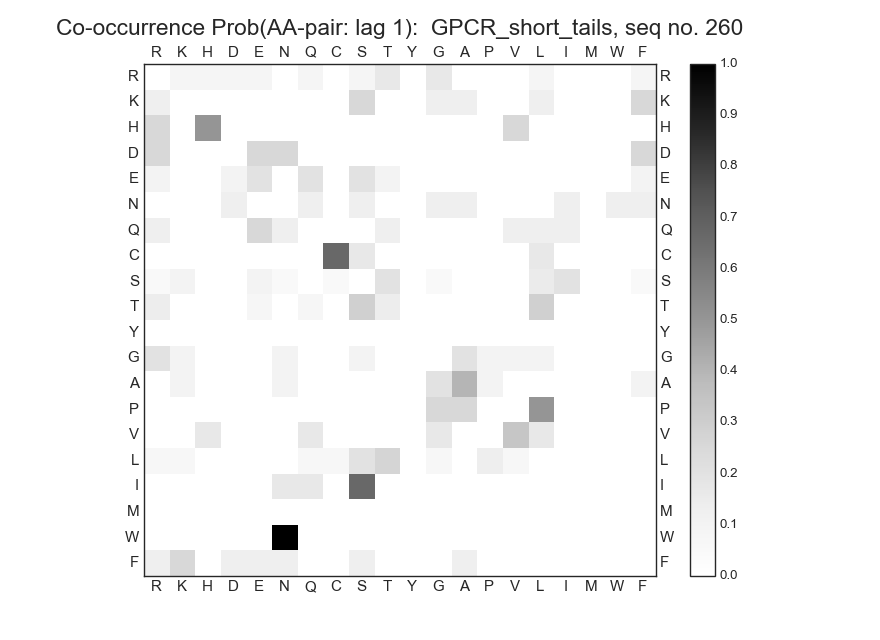 Co-occurrence Prob(AA-pair: lag 1):  GPCR_short_tails, seq no. 260
R K H D E N Q C S T Y G A P V L I M W F
R R 1.0
K K 0.9
H H
D D 0.8
E E
N N 0.7
Q Q
C C 0.6
S S
T T 0.5
Y Y
G G 0.4
A A
P P 0.3
V V
L L 0.2
I I
M M 0.1
W W
F F 0.0
R K H D E N Q C S T Y G A P V L I M W F